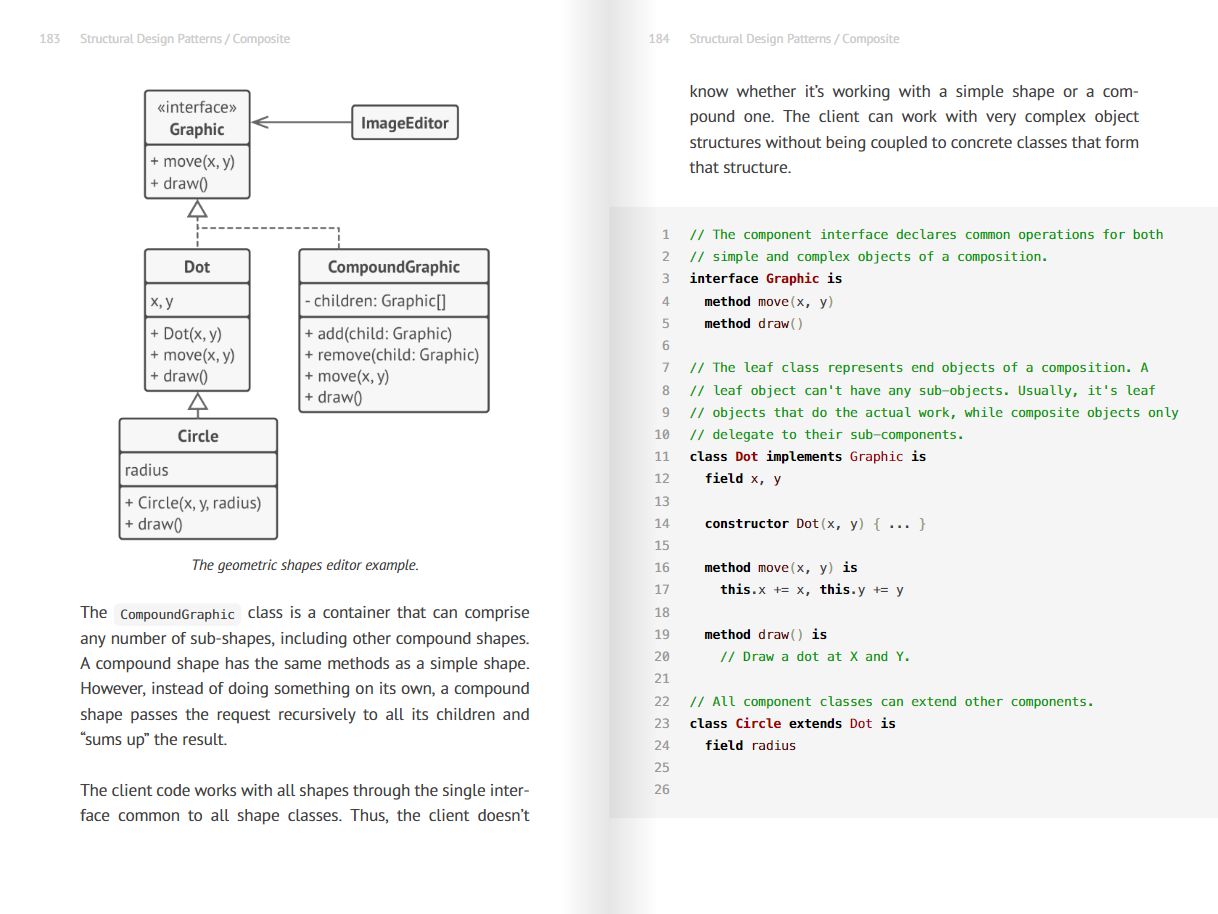 183 Structural Design Patterns / Composite
«interface»
Graphic
+ move(x, y)
+ draw()
ImageEditor
Dot
x, y
+ Dot(x, y)
+ move(x, y)
+ draw()
CompoundGraphic
- children: Graphic[]
+ add(child: Graphic)
+ remove(child: Graphic)
+ move(x, y)
+ draw()
Circle
radius
+ Circle(x, y, radius)
+ draw()
The geometric shapes editor example.
The CompoundGraphic class is a container that can comprise
any number of sub-shapes, including other compound shapes.
A compound shape has the same methods as a simple shape.
However, instead of doing something on its own, a compound
shape passes the request recursively to all its children and
“sums up” the result.
The client code works with all shapes through the single inter-
face common to all shape classes. Thus, the client doesn’t
184 Structural Design Patterns / Composite
know whether it’s working with a simple shape or a com-
pound one. The client can work with very complex object
structures without being coupled to concrete classes that form
that structure.
1 // The component interface declares common operations for both
2 // simple and complex objects of a composition.
3 interface Graphic is
4 method move(x, y)
5 method draw()
6
7 // The leaf class represents end objects of a composition. A
8 // leaf object can't have any sub-objects. Usually, it's leaf
9 // objects that do the actual work, while composite objects only
10 // delegate to their sub-components.
11 class Dot implements Graphic is
12 field x, y
13
14 constructor Dot(x, y) { ... }
15
16 method move(x, y) is
17 this.x += x, this.y += y
18
19 method draw() is
20 // Draw a dot at X and Y.
21
22 // All component classes can extend other components.
23 class Circle extends Dot is
24 field radius
25
26